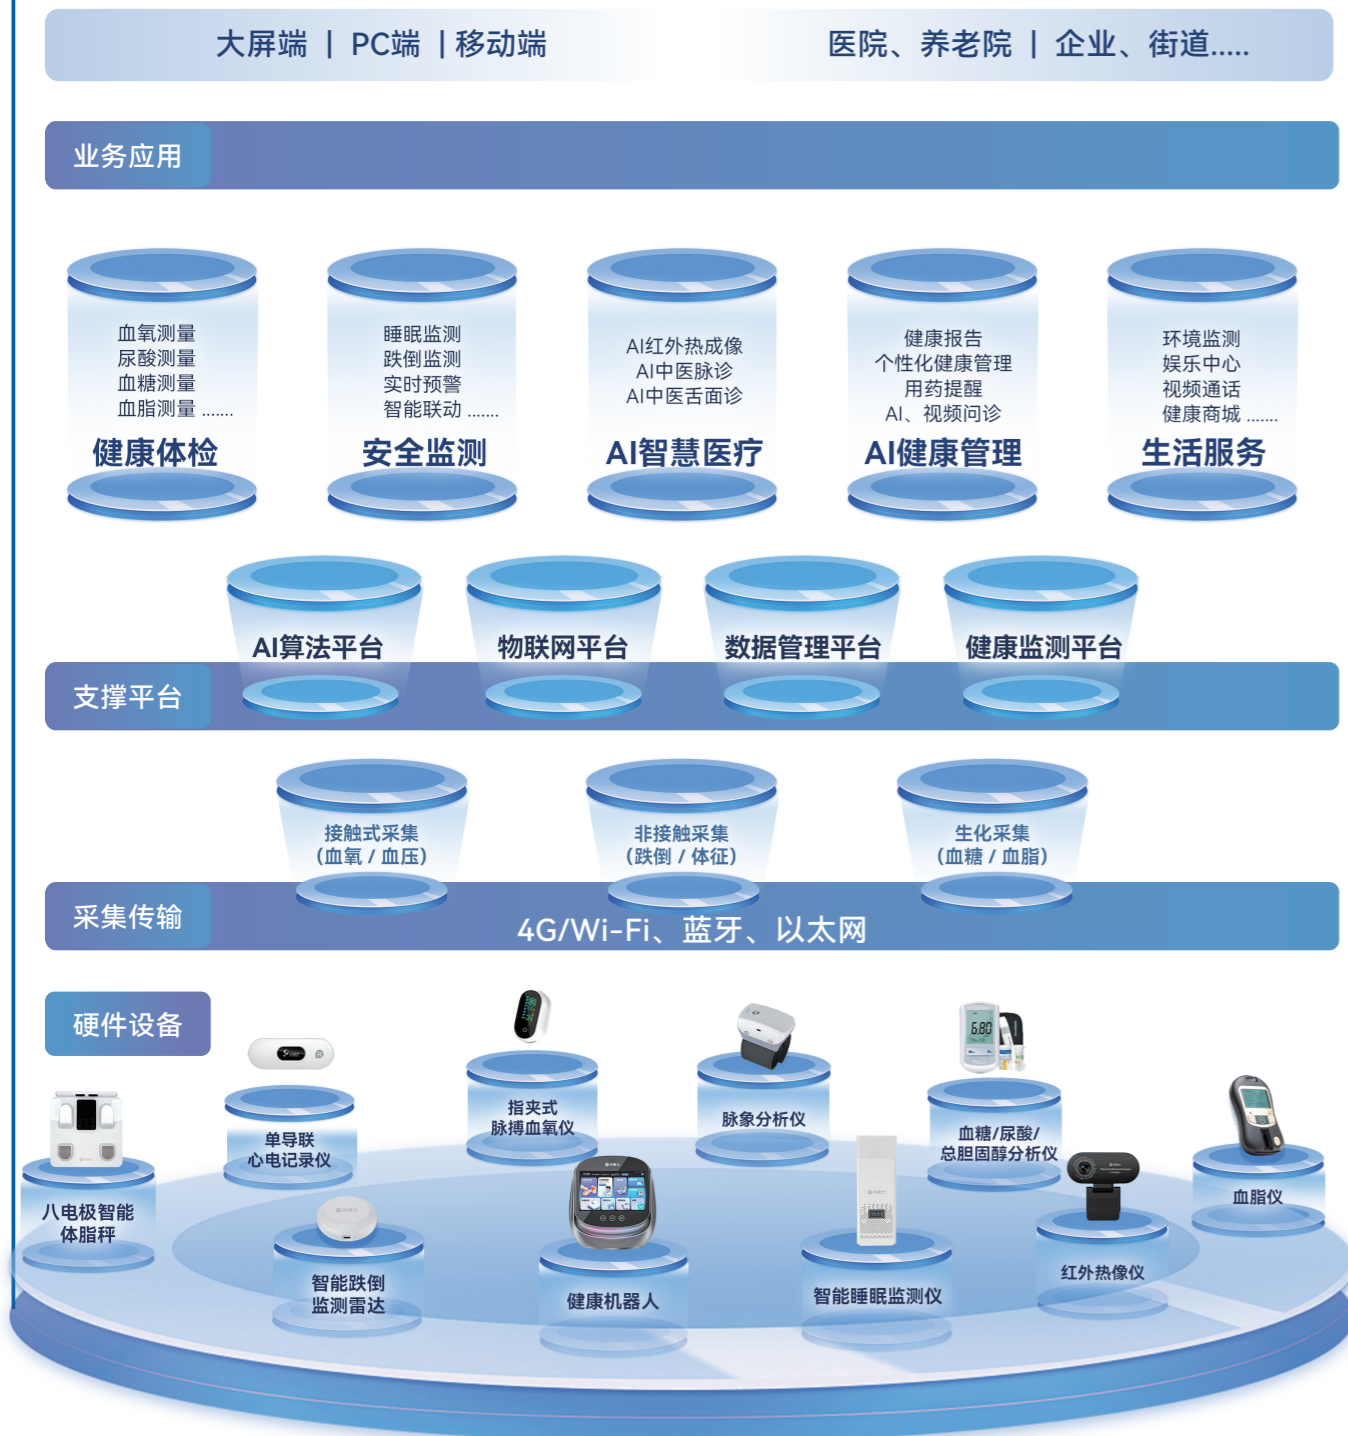 大屏端 | PC端 | 移动端
医院、养老院 | 企业、街道.....
业务应用
血氧测量
尿酸测量
血糖测量
血脂测量 .......
健康体检
睡眠监测
跌倒监测
实时预警
智能联动 .......
安全监测
AI红外热成像
AI中医脉诊
AI中医舌面诊
AI智慧医疗
健康报告
个性化健康管理
用药提醒
AI、视频问诊
AI健康管理
环境监测
娱乐中心
视频通话
健康商城 .......
生活服务
AI算法平台
物联网平台
数据管理平台
健康监测平台
支撑平台
接触式采集
(血氧 / 血压)
非接触采集
(跌倒 / 体征)
生化采集
(血糖 / 血脂)
采集传输
4G/Wi-Fi、蓝牙、以太网
硬件设备
八电极智能
体脂秤
单导联
心电记录仪
指夹式
脉搏血氧仪
脉象分析仪
6.80
血糖/尿酸/
总胆固醇分析仪
血脂仪
智能跌倒
监测雷达
健康机器人
智能睡眠监测仪
红外热像仪